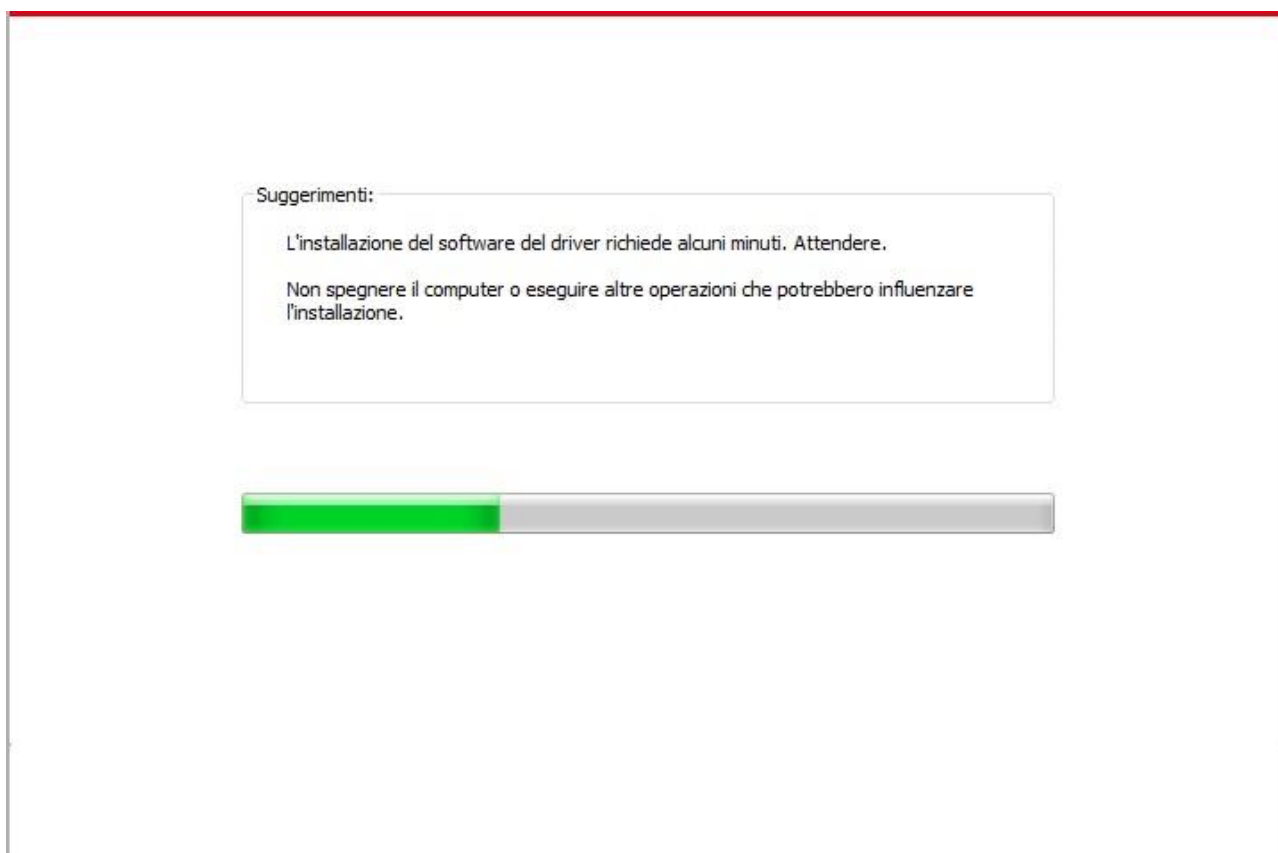 Suggerimenti:
L'installazione del software del driver richiede alcuni minuti. Attendere.
Non spegnere il computer o eseguire altre operazioni che potrebbero influenzare
l'installazione.